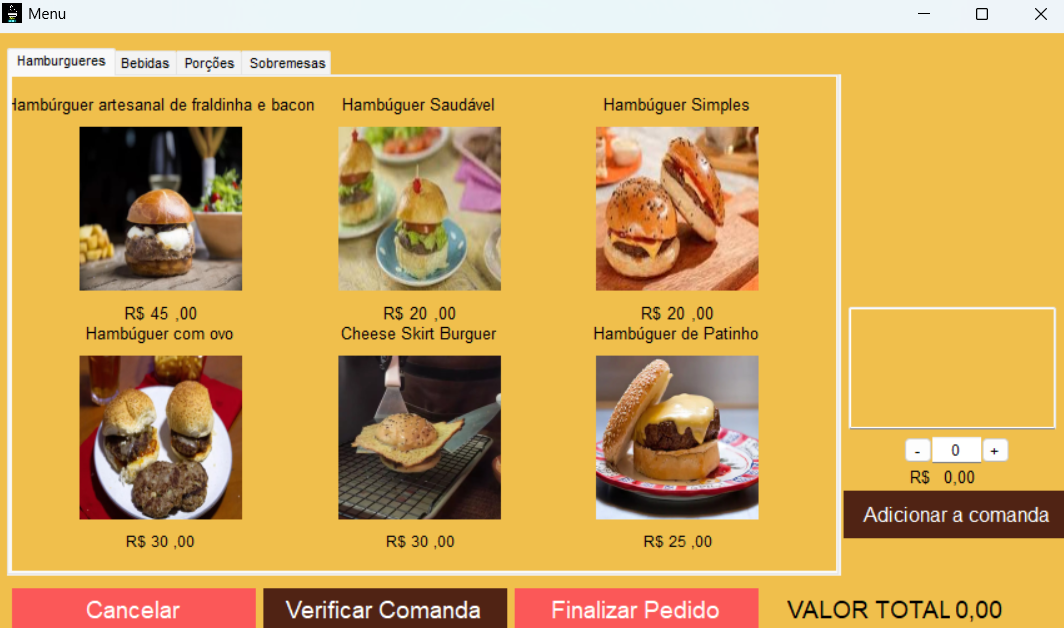 Menu
Hamburgueres Bebidas Porções Sobremesas
Hambúrguer artesanal de fraldinha e bacon Hambúguer Saudável Hambúguer Simples
R$ 45 ,00 R$ 20 ,00 R$ 20 ,00
Hambúguer com ovo Cheese Skirt Burguer Hambúguer de Patinho
- 0 +
R$ 0,00
Adicionar a comanda
R$ 30 ,00 R$ 30 ,00 R$ 25 ,00
Cancelar Verificar Comanda Finalizar Pedido VALOR TOTAL 0,00